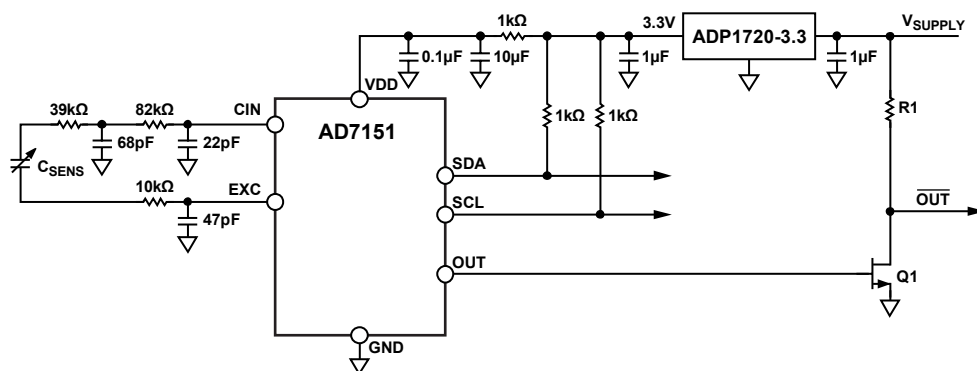 1kΩ
3.3V
ADP1720-3.3
VSUPPLY
0.1µF
10µF
1µF
1µF
VDD
R1
39kΩ
82kΩ
CIN
AD7151
1kΩ
1kΩ
68pF
22pF
CSENS
SDA
10kΩ
EXC
SCL
OUT
47pF
OUT
Q1
GND